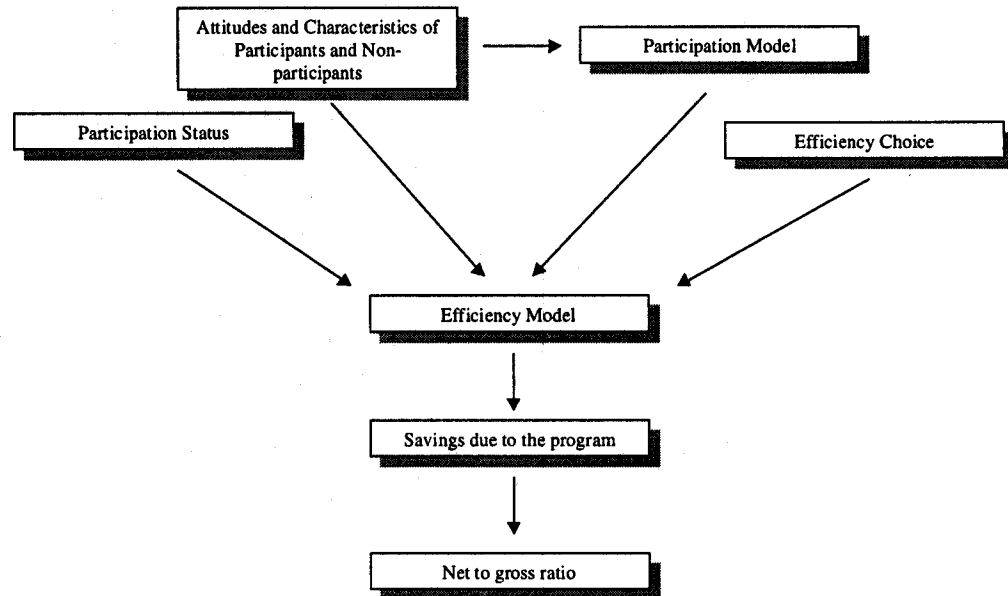 Attitudes and Characteristics of
Participants and Non-
participants
Participation Model
Participation Status
Efficiency Choice
Efficiency Model
Savings due to the program
Net to gross ratio